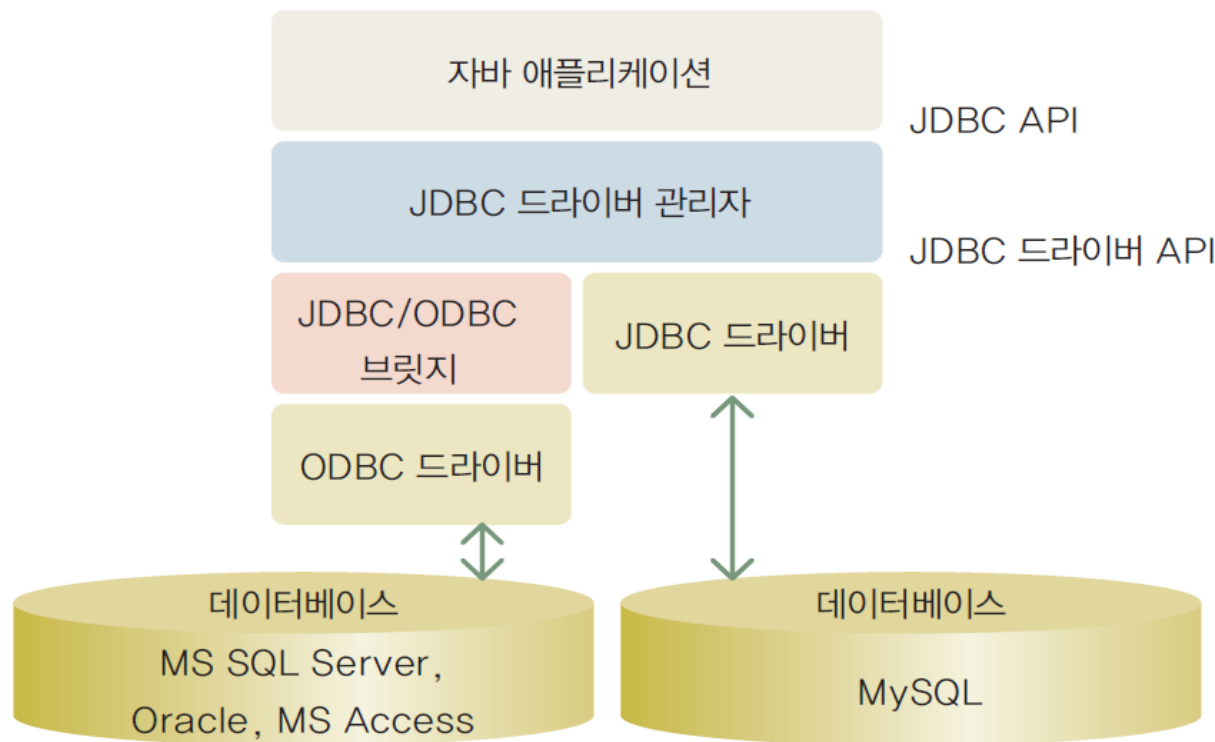 자바 애플리케이션
JDBC API
JDBC 드라이버 관리자
JDBC 드라이버 API
JDBC/ODBC
브릿지
JDBC 드라이버
ODBC 드라이버
데이터베이스
MS SQL Server,
Oracle, MS Access
데이터베이스
MySQL